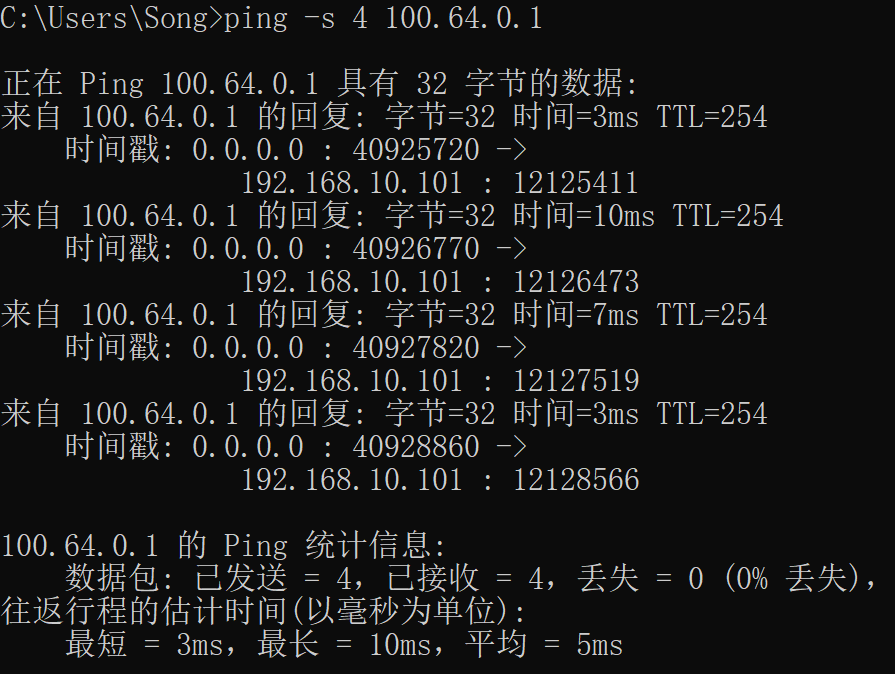 C:\Users\Song>ping -s 4 100.64.0.1
正在 Ping 100.64.0.1 具有 32 字节的数据:
来自 100.64.0.1 的回复: 字节=32 时间=3ms TTL=254
时间戳: 0.0.0.0 : 40925720 ->
192.168.10.101 : 12125411
来自 100.64.0.1 的回复: 字节=32 时间=10ms TTL=254
时间戳: 0.0.0.0 : 40926770 ->
192.168.10.101 : 12126473
来自 100.64.0.1 的回复: 字节=32 时间=7ms TTL=254
时间戳: 0.0.0.0 : 40927820 ->
192.168.10.101 : 12127519
来自 100.64.0.1 的回复: 字节=32 时间=3ms TTL=254
时间戳: 0.0.0.0 : 40928860 ->
192.168.10.101 : 12128566
100.64.0.1 的 Ping 统计信息:
数据包: 已发送 = 4，已接收 = 4，丢失 = 0 (0% 丢失)，
往返行程的估计时间(以毫秒为单位):
最短 = 3ms，最长 = 10ms，平均 = 5ms